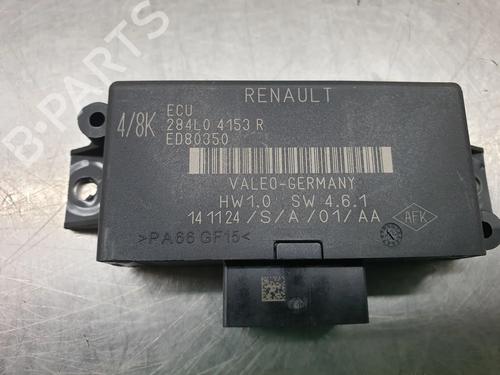 RENAULT
4/8K
ECU
284L0 4153 R
ED80350
VALEO-GERMANY
HW1.0 SW 4.6.1
141124/S/A/01/AA
AFK
>PA66 GF15<
B-PARTS